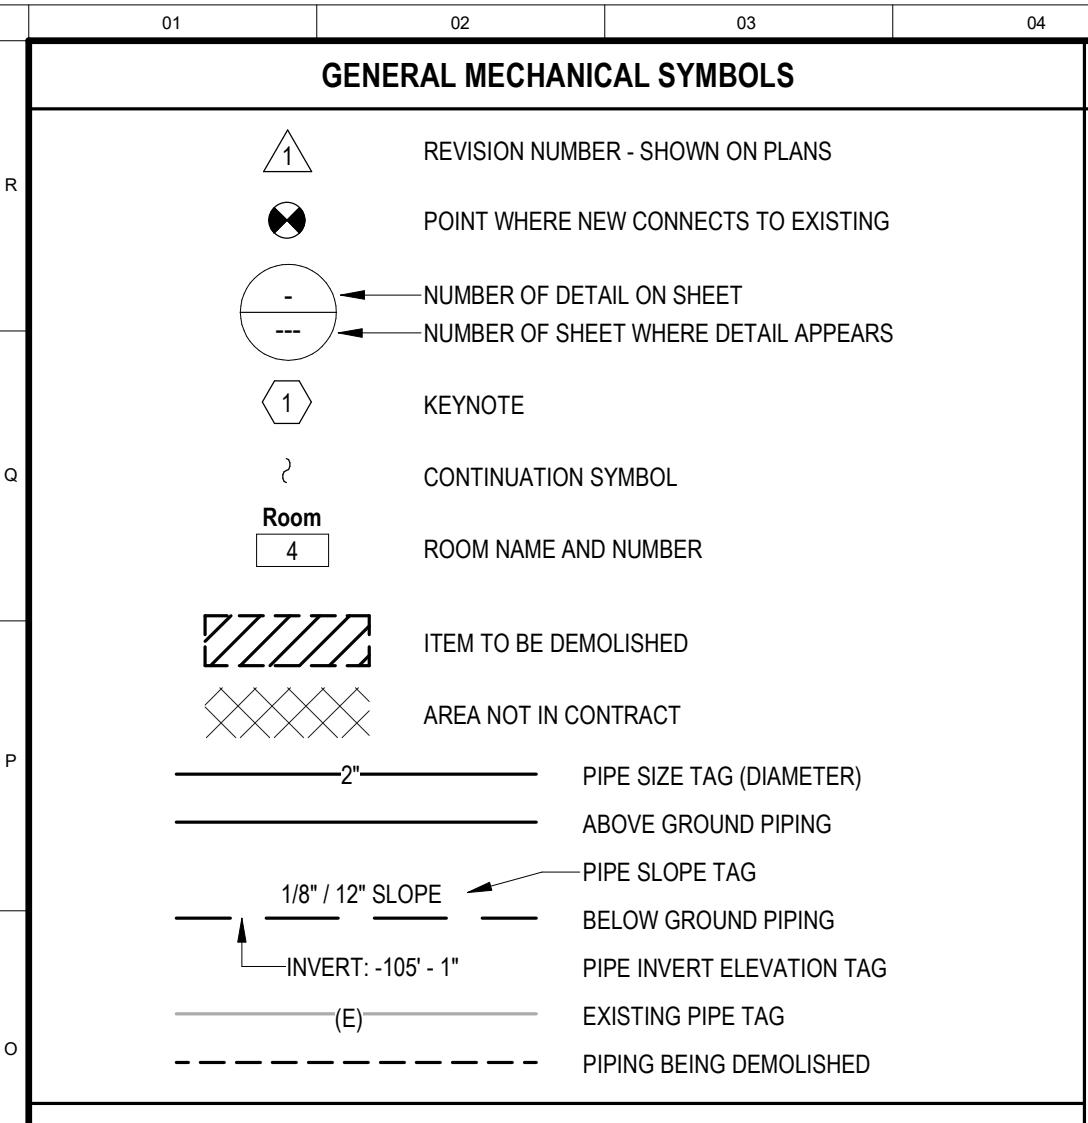 01 02 03 04
GENERAL MECHANICAL SYMBOLS
1 REVISION NUMBER - SHOWN ON PLANS
R
POINT WHERE NEW CONNECTS TO EXISTING
- NUMBER OF DETAIL ON SHEET
--- NUMBER OF SHEET WHERE DETAIL APPEARS
1 KEYNOTE
Q
CONTINUATION SYMBOL
Room
4 ROOM NAME AND NUMBER
ITEM TO BE DEMOLISHED
AREA NOT IN CONTRACT
P
2" PIPE SIZE TAG (DIAMETER)
ABOVE GROUND PIPING
PIPE SLOPE TAG
1/8" / 12" SLOPE
BELOW GROUND PIPING
INVERT: -105' - 1" PIPE INVERT ELEVATION TAG
(E) EXISTING PIPE TAG
O
PIPING BEING DEMOLISHED